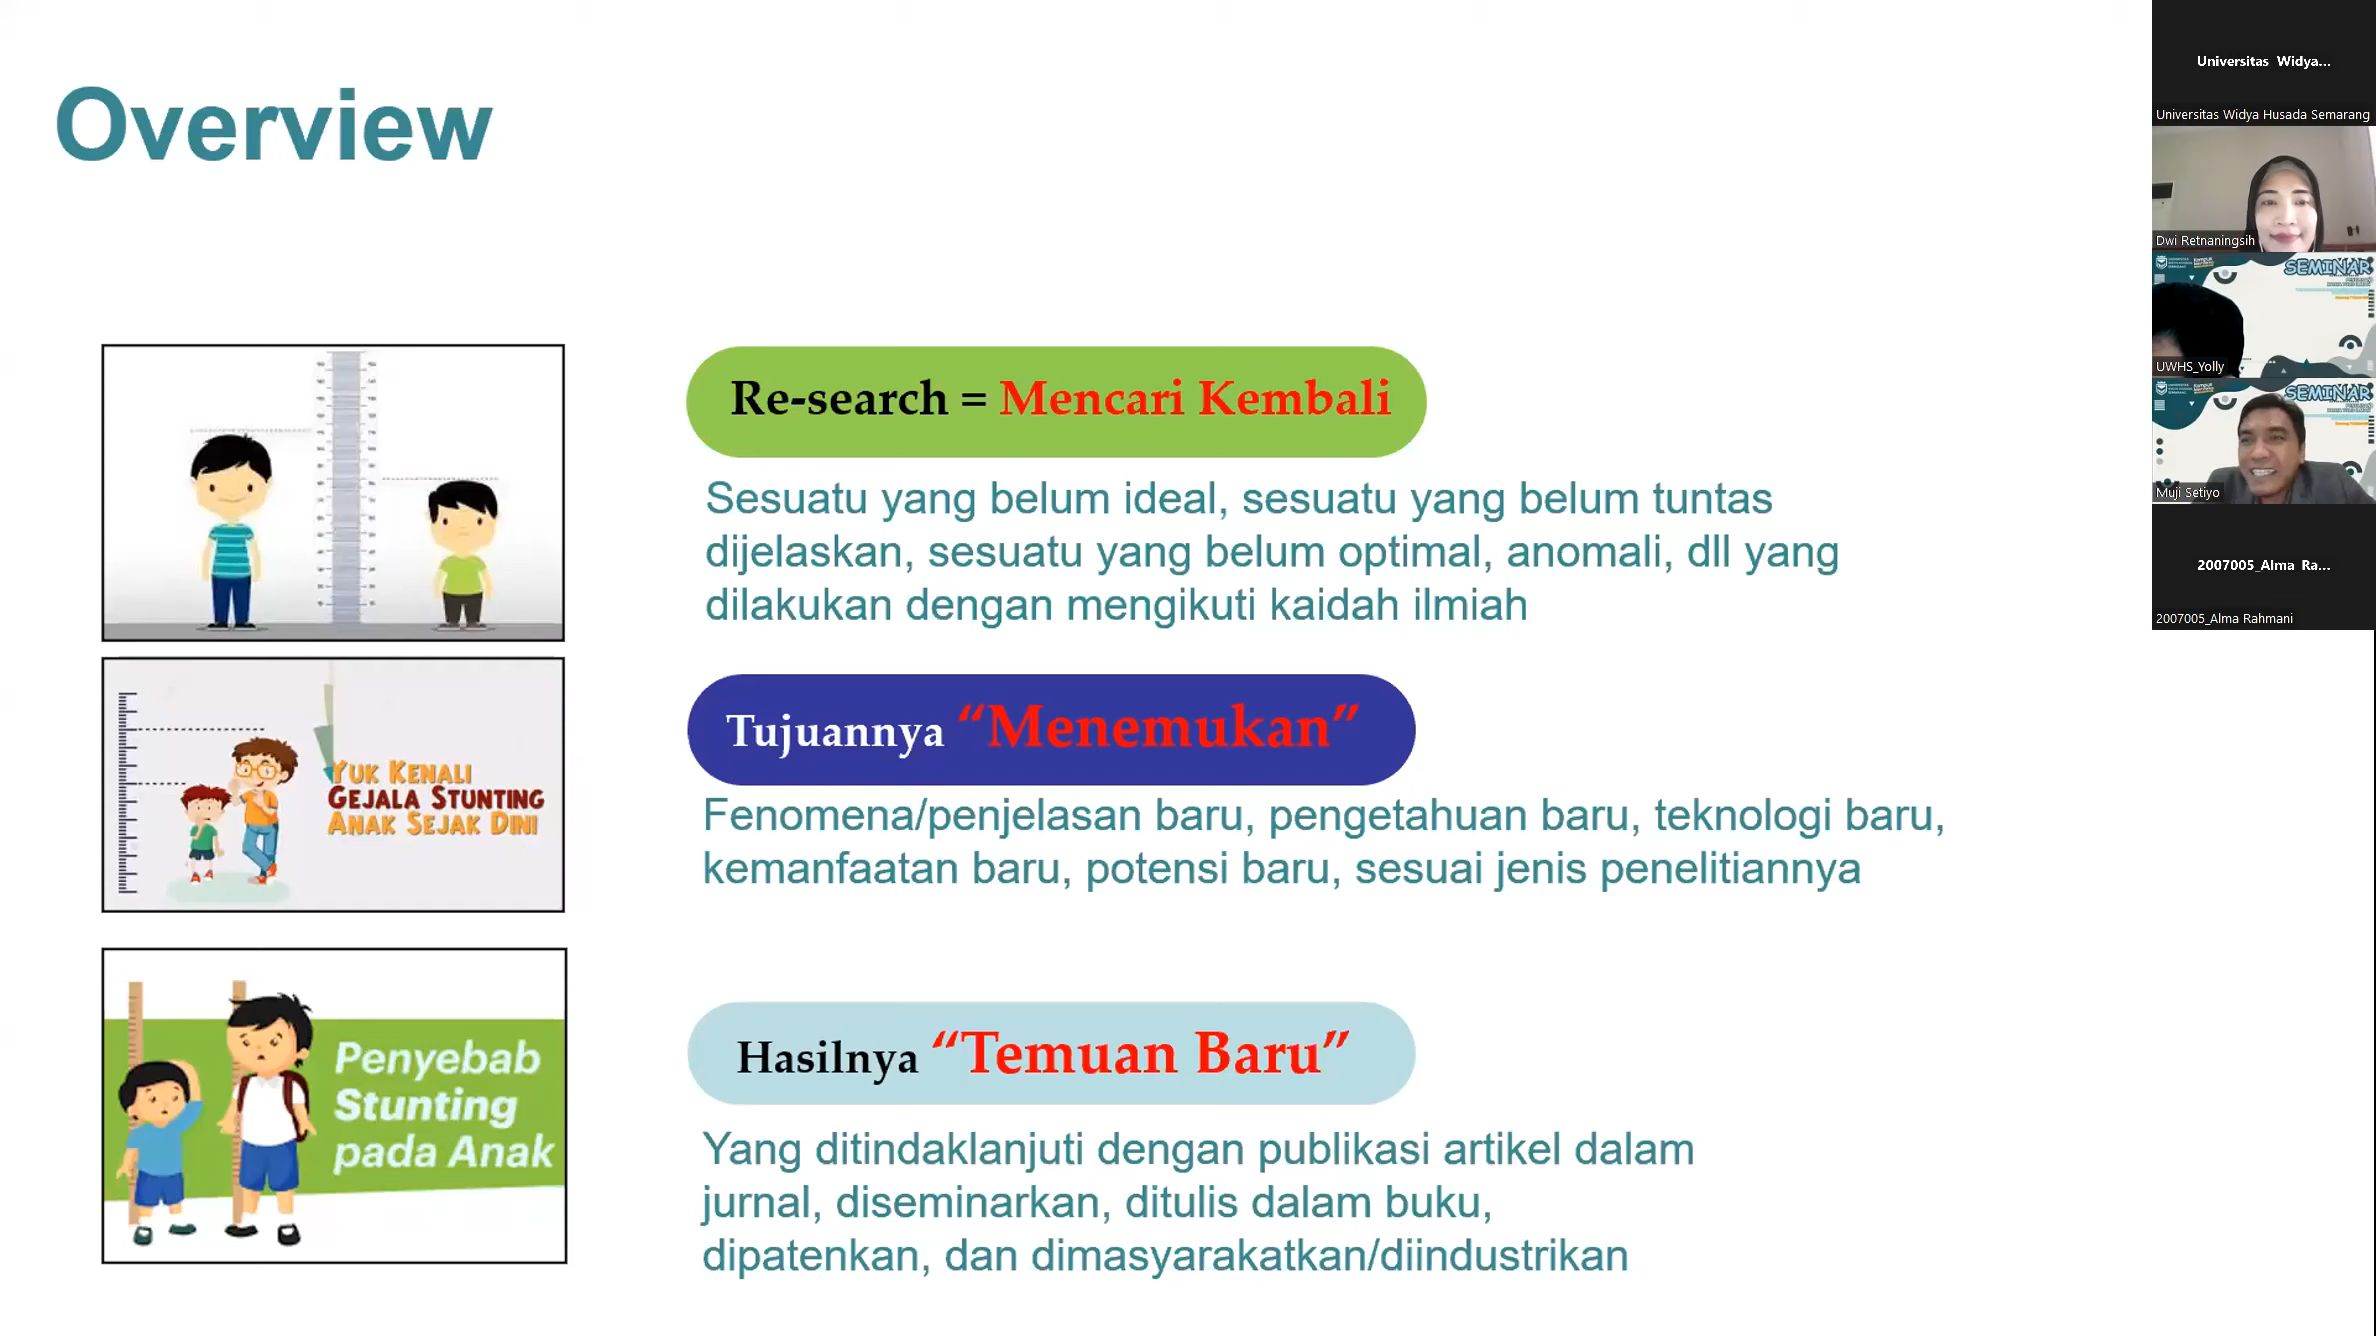 Overview
Re-search = Mencari Kembali
Sesuatu yang belum ideal, sesuatu yang belum tuntas
dijelaskan, sesuatu yang belum optimal, anomali, dll yang
dilakukan dengan mengikuti kaidah ilmiah
YUK KENALI
GEJALA STUNTING
ANAK SEJAK DINI
Tujuannya “Menemukan”
Fenomena/penjelasan baru, pengetahuan baru, teknologi baru,
kemanfaatan baru, potensi baru, sesuai jenis penelitiannya
Penyebab
Stunting
pada Anak
Hasilnya “Temuan Baru”
Yang ditindaklanjuti dengan publikasi artikel dalam
jurnal, diseminarkan, ditulis dalam buku,
dipatenkan, dan dimasyarakatkan/diindustrikan
Universitas Widya...
Universitas Widya Husada Semarang
Dwi Retnaningsih
SEMINAR
UWHS_Yolly
SEMINAR
Muji Setiyo
2007005_Alma Ra...
2007005_Alma Rahmani